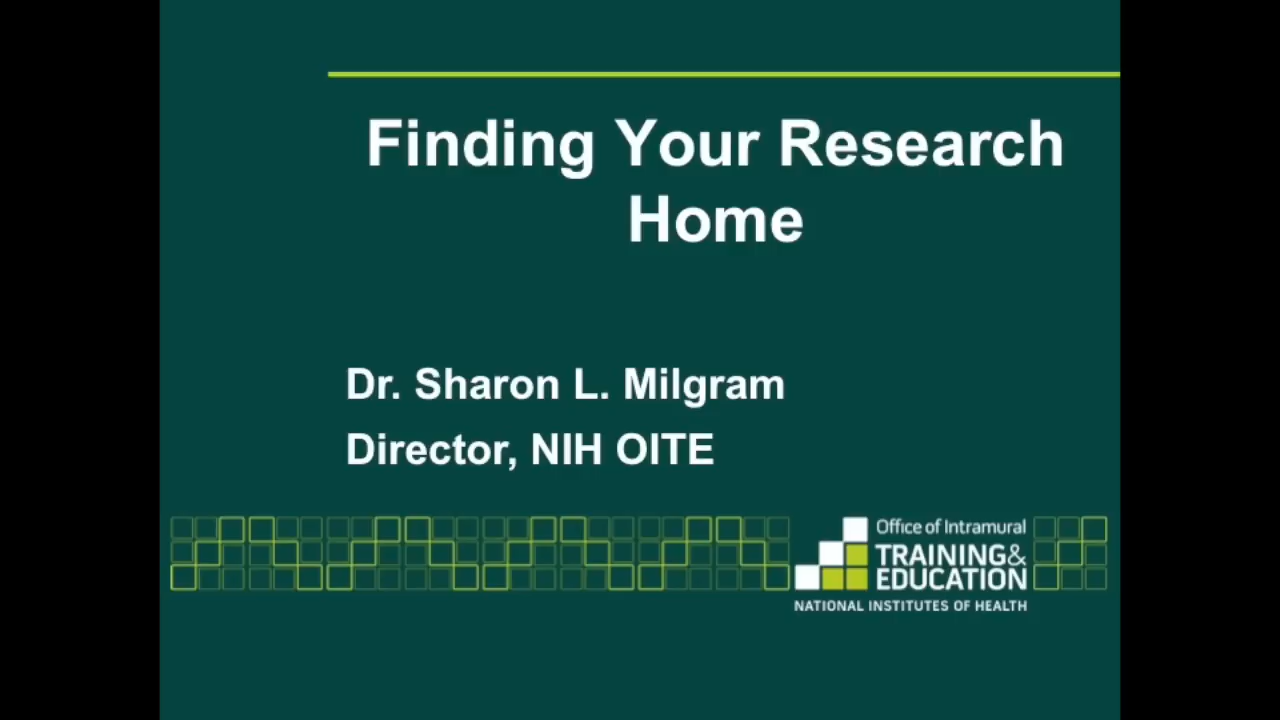 Finding Your Research
Home
Dr. Sharon L. Milgram
Director, NIH OITE
Office of Intramural
TRAINING&
EDUCATION
NATIONAL INSTITUTES OF HEALTH